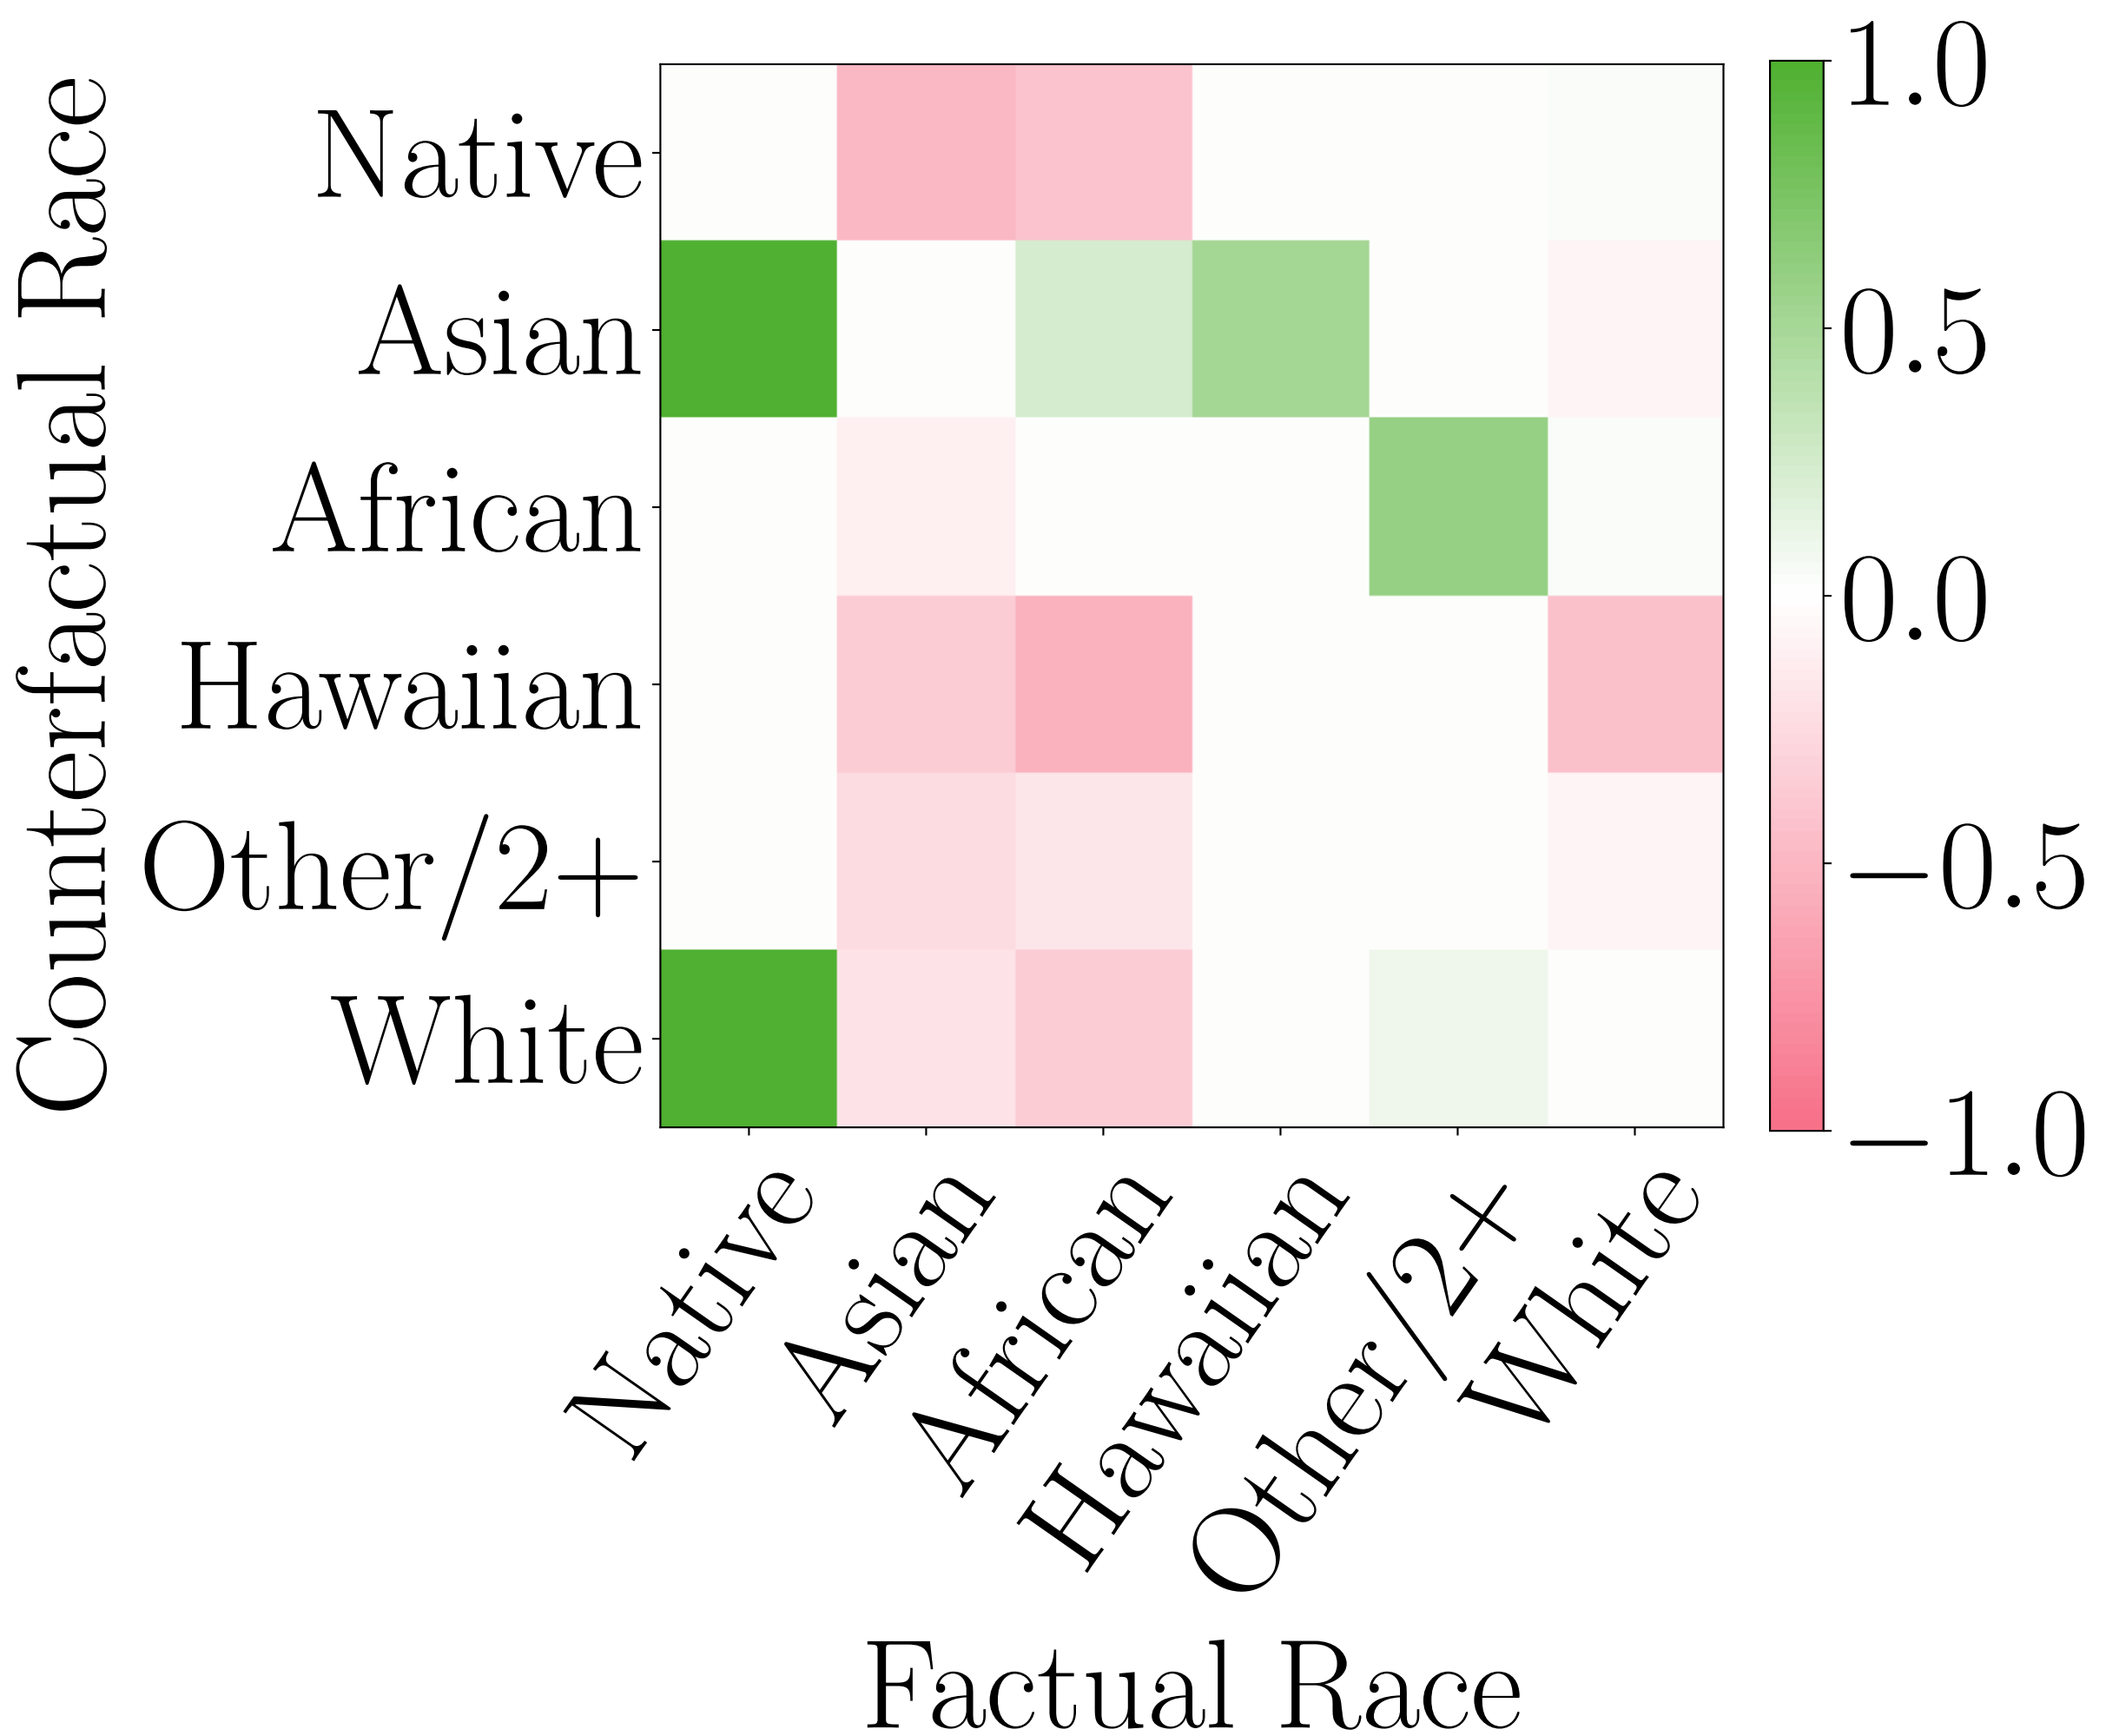 Counterfactual Race
Native
Asian
African
Hawaiian
Other/2+
White
Native
Asian
African
Hawaiian
Other/2+
White
Factual Race
1.0
0.5
0.0
−0.5
−1.0